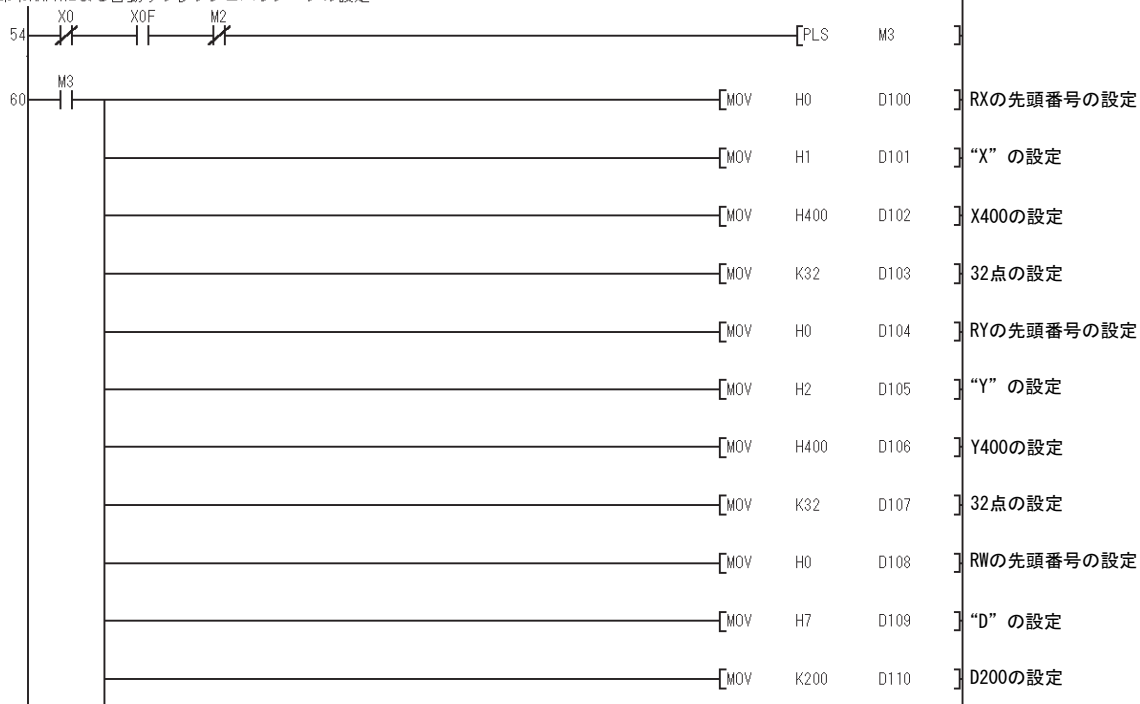 X0 X0F M2
54 PLS M3
M3
60 MOV H0 D100 RXの先頭番号の設定
MOV H1 D101 “X”の設定
MOV H400 D102 X400の設定
MOV K32 D103 32点の設定
MOV H0 D104 RYの先頭番号の設定
MOV H2 D105 “Y”の設定
MOV H400 D106 Y400の設定
MOV K32 D107 32点の設定
MOV H0 D108 RWの先頭番号の設定
MOV H7 D109 “D”の設定
MOV K200 D110 D200の設定